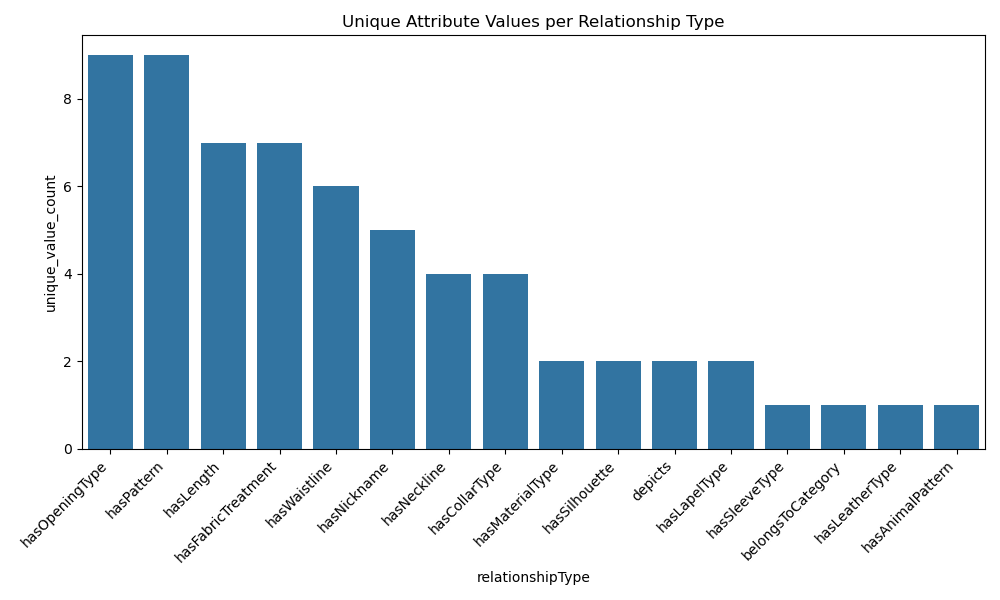 Unique Attribute Values per Relationship Type
unique_value_count
8
6
4
2
0
hasOpeningType
hasPattern
hasLength
hasFabricTreatment
hasWaistline
hasNickname
hasNeckline
hasCollarType
hasMaterialType
hasSilhouette
depicts
hasLapelType
hasSleeveType
belongsToCategory
hasLeatherType
hasAnimalPattern
relationshipType